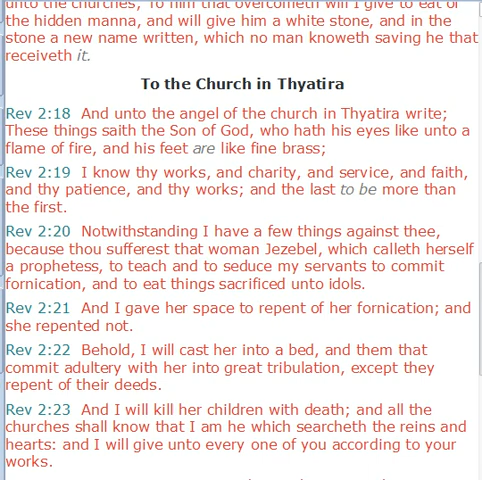 unto the churches; To him that overcometh will I give to eat of
the hidden manna, and will give him a white stone, and in the
stone a new name written, which no man knoweth saving he that
receiveth it.
To the Church in Thyatira
Rev 2:18 And unto the angel of the church in Thyatira write;
These things saith the Son of God, who hath his eyes like unto a
flame of fire, and his feet are like fine brass;
Rev 2:19 I know thy works, and charity, and service, and faith,
and thy patience, and thy works; and the last to be more than
the first.
Rev 2:20 Notwithstanding I have a few things against thee,
because thou sufferest that woman Jezebel, which calleth herself
a prophetess, to teach and to seduce my servants to commit
fornication, and to eat things sacrificed unto idols.
Rev 2:21 And I gave her space to repent of her fornication; and
she repented not.
Rev 2:22 Behold, I will cast her into a bed, and them that
commit adultery with her into great tribulation, except they
repent of their deeds.
Rev 2:23 And I will kill her children with death; and all the
churches shall know that I am he which searcheth the reins and
hearts: and I will give unto every one of you according to your
works.